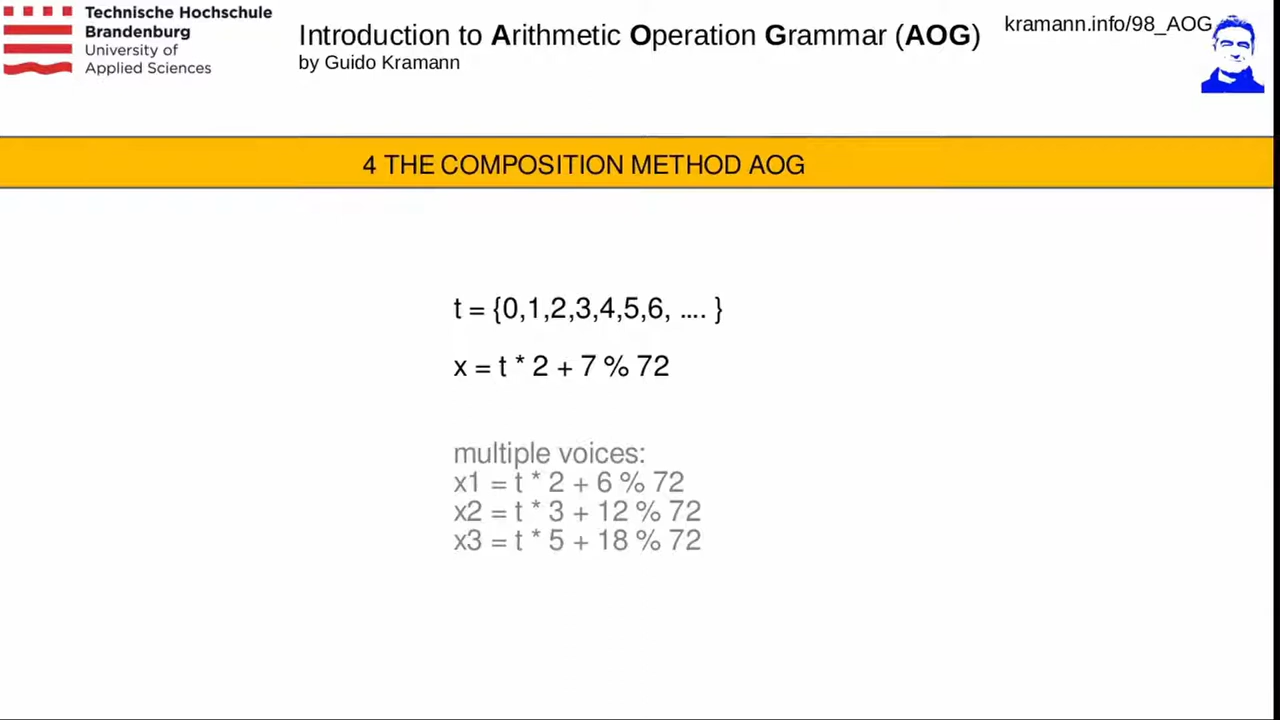 Technische Hochschule
Brandenburg
University of
Applied Sciences
Introduction to Arithmetic Operation Grammar (AOG)
by Guido Kramann
kramann.info/98_AOG
4 THE COMPOSITION METHOD AOG
t = {0,1,2,3,4,5,6, .... }
x = t * 2 + 7 % 72
multiple voices:
x1 = t * 2 + 6 % 72
x2 = t * 3 + 12 % 72
x3 = t * 5 + 18 % 72